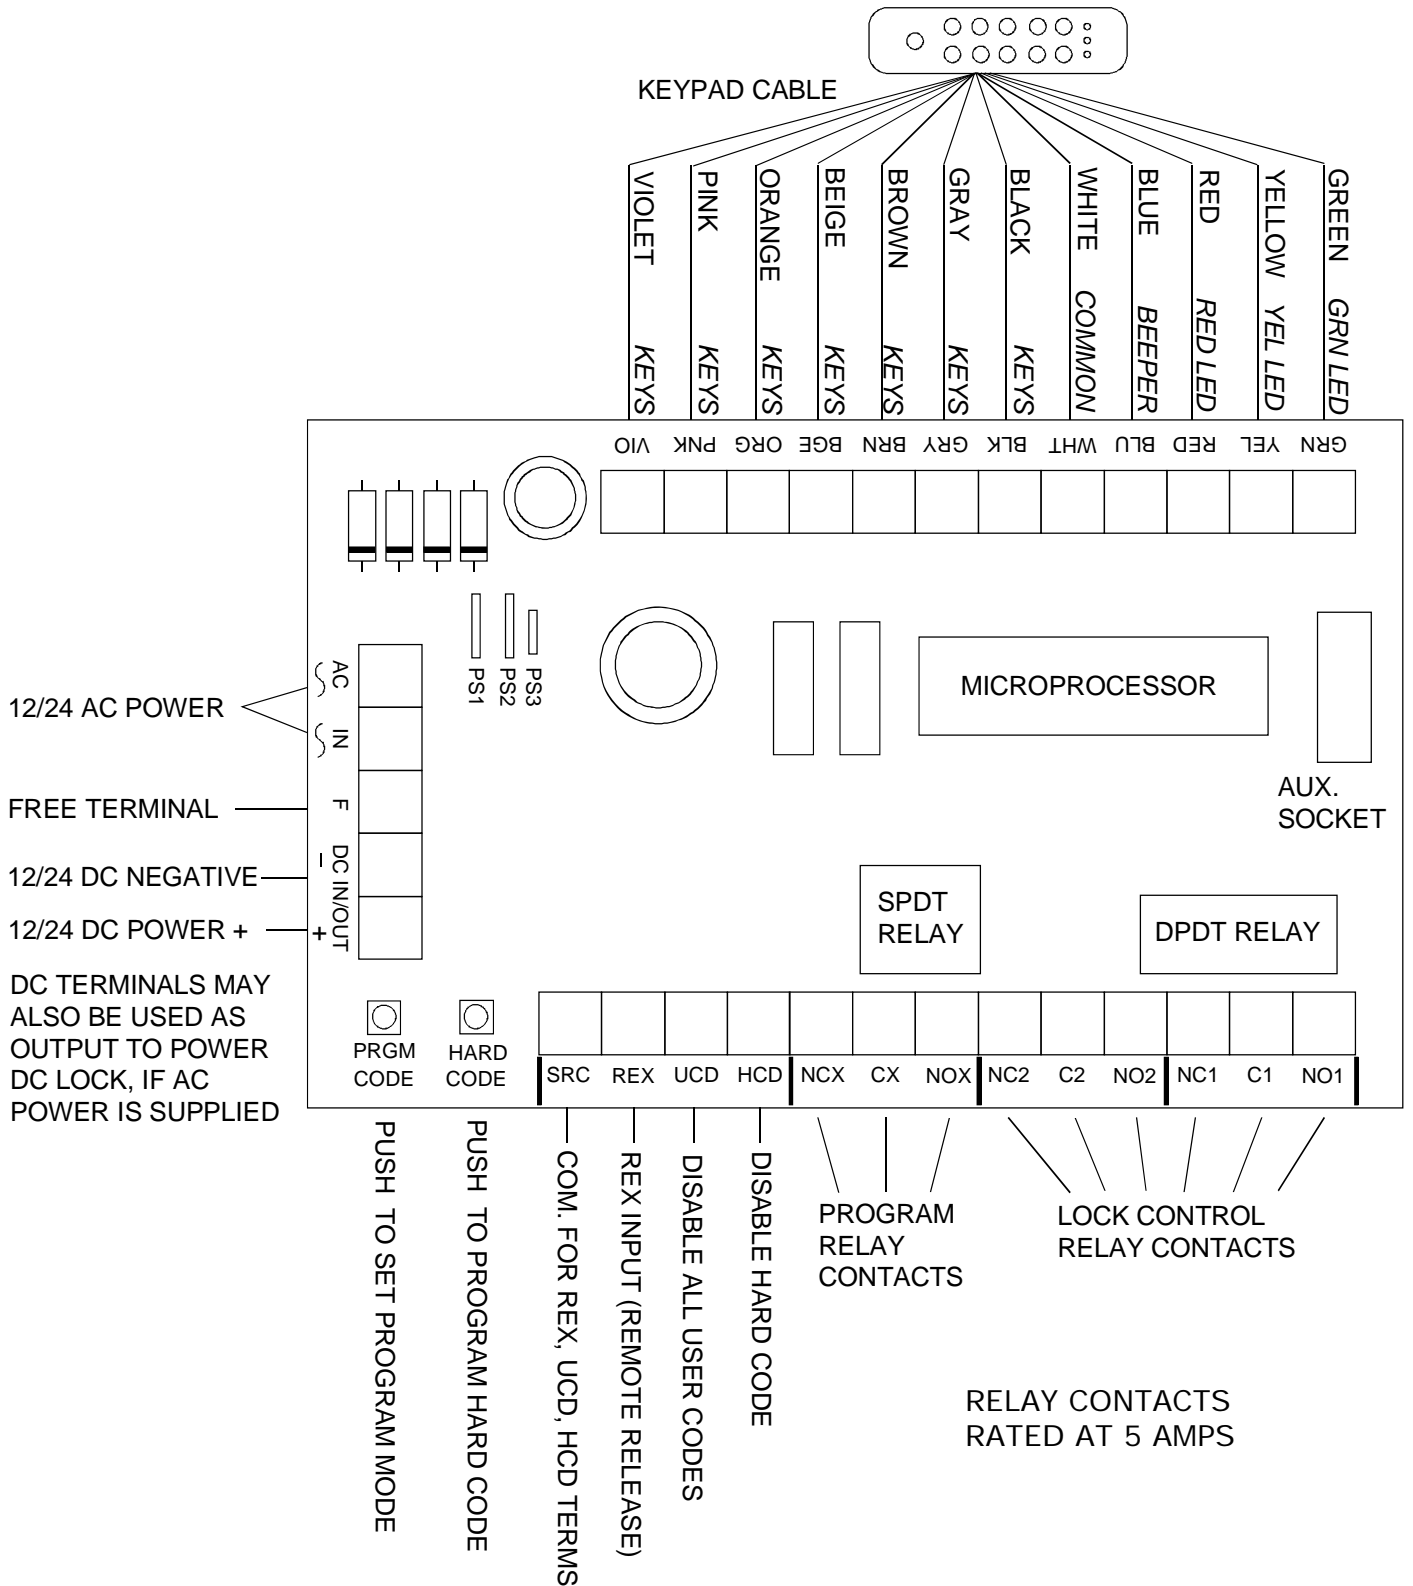 KEYPAD CABLE
VIOLET KEYS
PINK KEYS
ORANGE KEYS
BEIGE KEYS
BROWN KEYS
GRAY KEYS
BLACK KEYS
WHITE COMMON
BLUE BEEPER
RED RED LED
YELLOW YEL LED
GREEN GRN LED
VIO PNK ORG BGE BRN GRY BLK WHT BLU RED YEL GRN
PS1
PS2
PS3
AC
IN
F
- DC IN/OUT +
12/24 AC POWER
FREE TERMINAL
12/24 DC NEGATIVE
12/24 DC POWER +
DC TERMINALS MAY
ALSO BE USED AS
OUTPUT TO POWER
DC LOCK, IF AC
POWER IS SUPPLIED
MICROPROCESSOR
AUX.
SOCKET
SPDT
RELAY
DPDT RELAY
PRGM
CODE
HARD
CODE
SRC REX UCD HCD NCX CX NOX NC2 C2 NO2 NC1 C1 NO1
PUSH TO SET PROGRAM MODE
PUSH TO PROGRAM HARD CODE
COM. FOR REX, UCD, HCD TERMS
REX INPUT (REMOTE RELEASE)
DISABLE ALL USER CODES
DISABLE HARD CODE
PROGRAM
RELAY
CONTACTS
LOCK CONTROL
RELAY CONTACTS
RELAY CONTACTS
RATED AT 5 AMPS